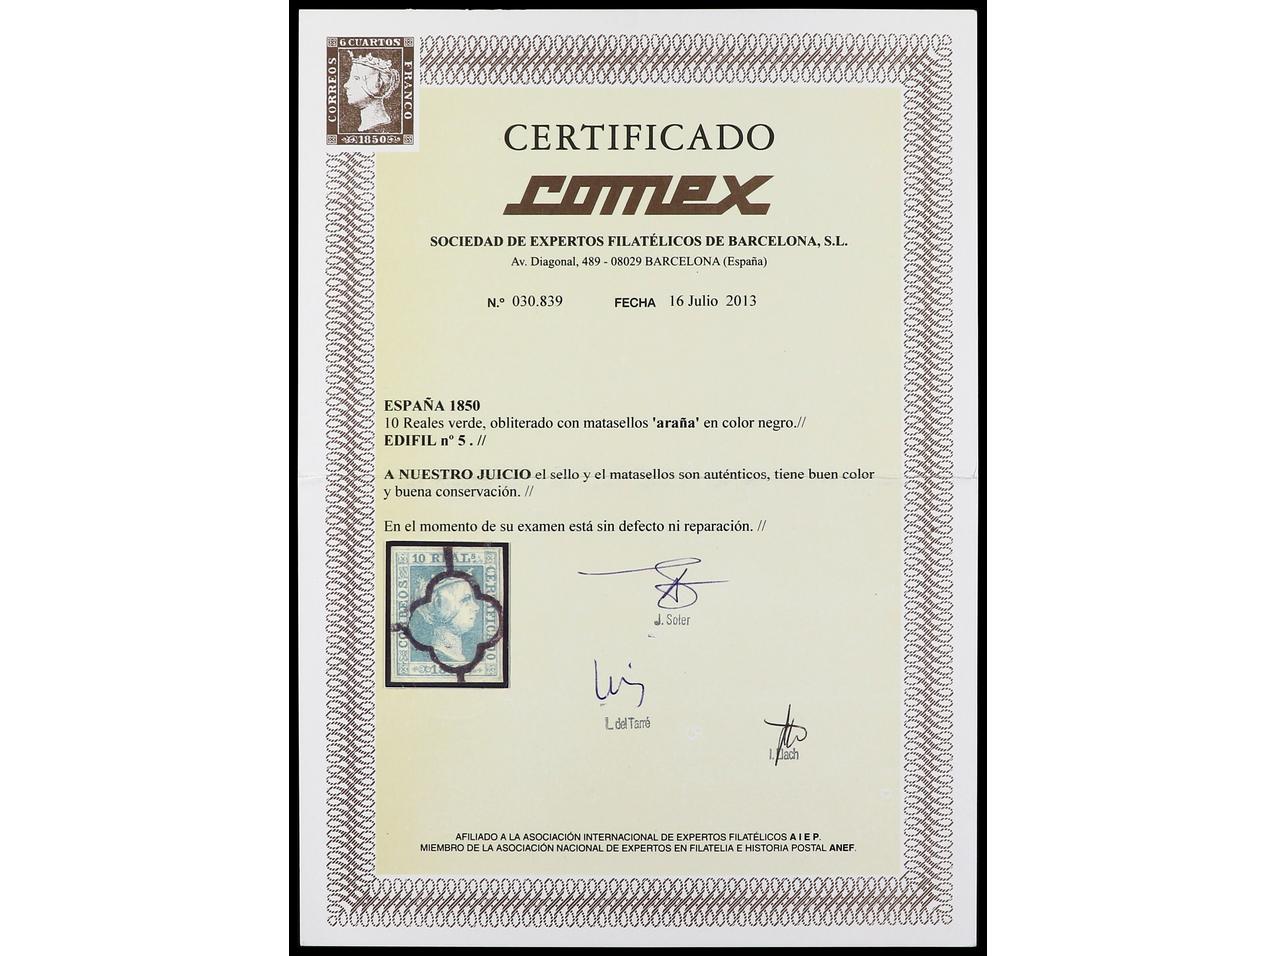 6 CUARTOS
CORREOS
FRANCO
1850
CERTIFICADO
comex
SOCIEDAD DE EXPERTOS FILATÉLICOS DE BARCELONA, S.L.
Av. Diagonal, 489 - 08029 BARCELONA (España)
N.º 030.839 FECHA 16 Julio 2013
ESPAÑA 1850
10 Reales verde, obliterado con matasellos 'araña' en color negro.//
EDIFIL nº 5 . //
A NUESTRO JUICIO el sello y el matasellos son auténticos, tiene buen color
y buena conservación. //
En el momento de su examen está sin defecto ni reparación. //
10 REALS
CORREOS
CERTIFICADO
J. Soler
L. del Tarré
I. Llach
AFILIADO A LA ASOCIACIÓN INTERNACIONAL DE EXPERTOS FILATÉLICOS A I E P.
MIEMBRO DE LA ASOCIACIÓN NACIONAL DE EXPERTOS EN FILATELIA E HISTORIA POSTAL ANEF.